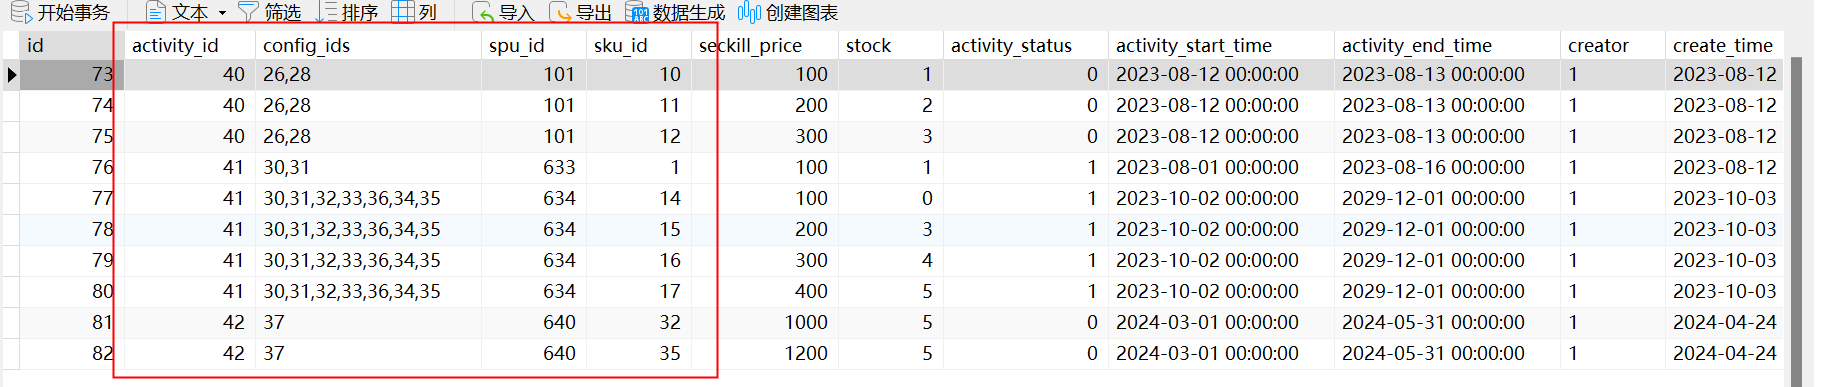 开始事务 文本 筛选 排序 列 导入 导出 数据生成 创建图表
id activity_id config_ids spu_id sku_id seckill_price stock activity_status activity_start_time activity_end_time creator create_time
73 40 26,28 101 10 100 1 0 2023-08-12 00:00:00 2023-08-13 00:00:00 1 2023-08-12
74 40 26,28 101 11 200 2 0 2023-08-12 00:00:00 2023-08-13 00:00:00 1 2023-08-12
75 40 26,28 101 12 300 3 0 2023-08-12 00:00:00 2023-08-13 00:00:00 1 2023-08-12
76 41 30,31 633 1 100 1 1 2023-08-01 00:00:00 2023-08-16 00:00:00 1 2023-08-12
77 41 30,31,32,33,36,34,35 634 14 100 0 1 2023-10-02 00:00:00 2029-12-01 00:00:00 1 2023-10-03
78 41 30,31,32,33,36,34,35 634 15 200 3 1 2023-10-02 00:00:00 2029-12-01 00:00:00 1 2023-10-03
79 41 30,31,32,33,36,34,35 634 16 300 4 1 2023-10-02 00:00:00 2029-12-01 00:00:00 1 2023-10-03
80 41 30,31,32,33,36,34,35 634 17 400 5 1 2023-10-02 00:00:00 2029-12-01 00:00:00 1 2023-10-03
81 42 37 640 32 1000 5 0 2024-03-01 00:00:00 2024-05-31 00:00:00 1 2024-04-24
82 42 37 640 35 1200 5 0 2024-03-01 00:00:00 2024-05-31 00:00:00 1 2024-04-24